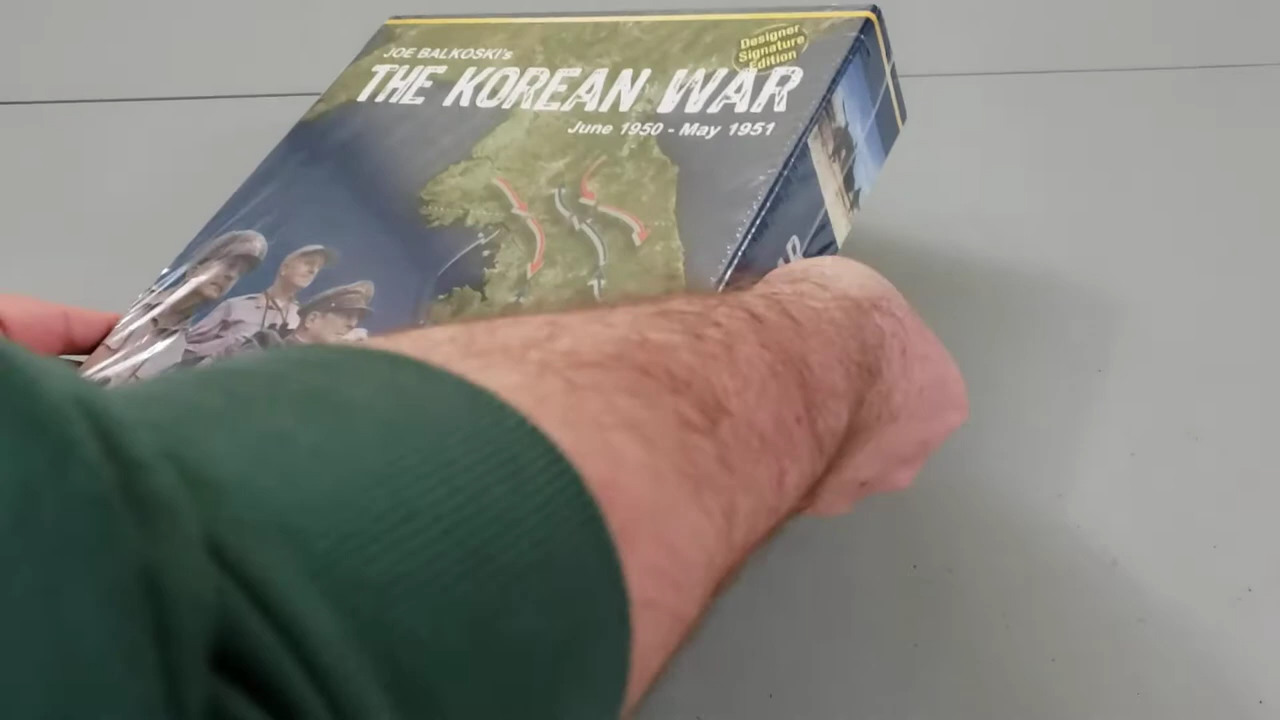 JOE BALKOSKI's
THE KOREAN WAR
June 1950 - May 1951
Designer
Signature
Edition